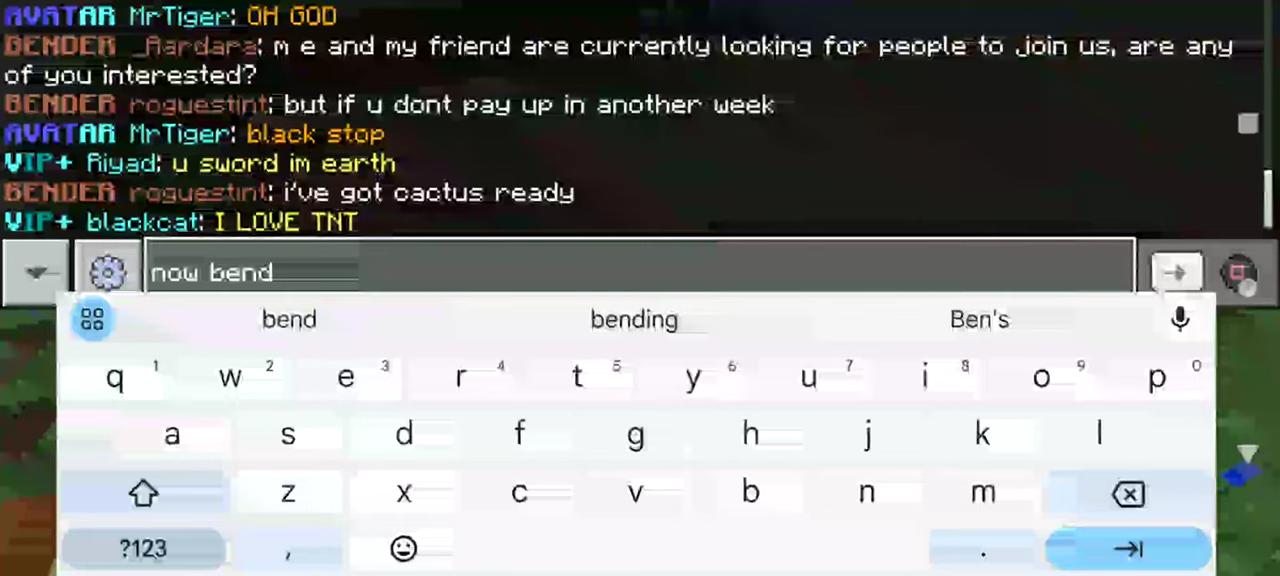 AVATAR MrTiger: OH GOD
BENDER _Aardara: m e and my friend are currently looking for people to join us, are any
of you interested?
BENDER roguestint: but if u dont pay up in another week
AVATAR MrTiger: black stop
VIP+ Riyad: u sword im earth
BENDER roguestint: i've got cactus ready
VIP+ blackcat: I LOVE TNT
now bend
bend bending Ben's
q 1 w 2 e 3 r 4 t 5 y 6 u 7 i 8 o 9 p 0
a s d f g h j k l
z x c v b n m
?123 , .